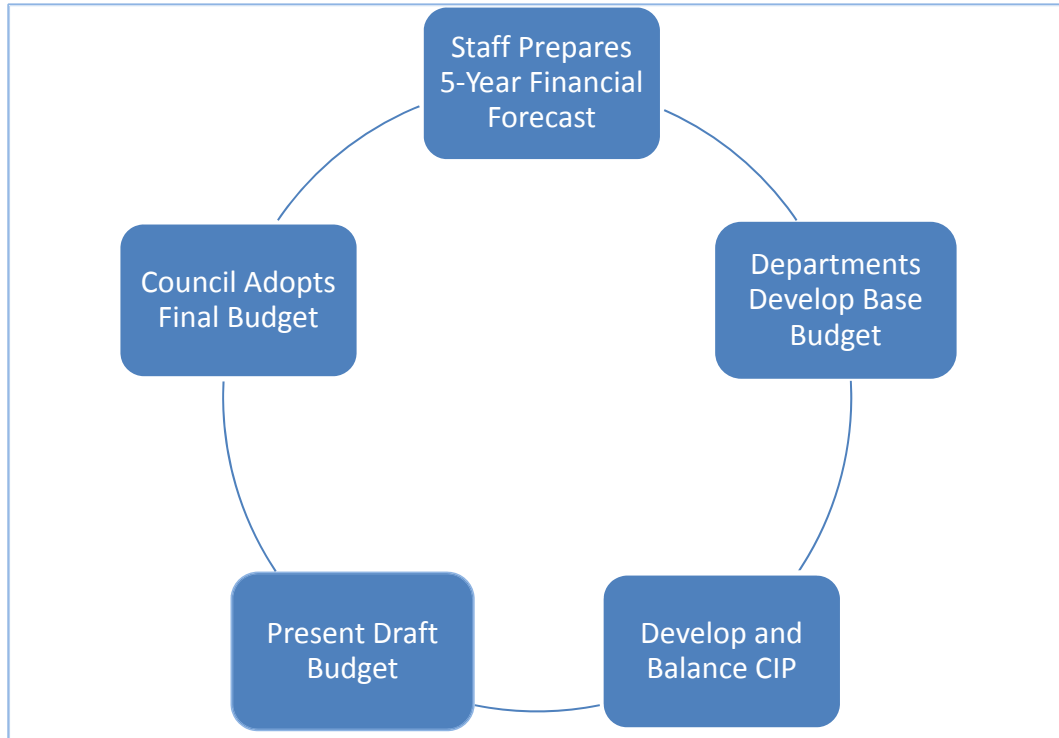 Staff Prepares
5-Year Financial
Forecast
Departments
Develop Base
Budget
Develop and
Balance CIP
Present Draft
Budget
Council Adopts
Final Budget